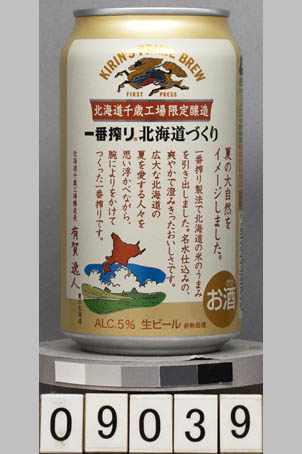 KIRIN'S PRIME BREW
FIRST PRESS
北海道千歳工場限定醸造
一番搾り®北海道づくり
夏の大自然を
イメージしました。
一番搾り製法で北海道の米のうまみ
を引き出しました。名水仕込みの、
爽やかで澄みきったおいしさです。
広大な北海道の
夏を愛する人々を
思い浮かべながら、
腕によりをかけて
つくった一番搾りです。
北海道千歳工場醸造長
有賀 逸人
夏の北海道
お酒
ALC.5% 生ビール 非熱処理
09039